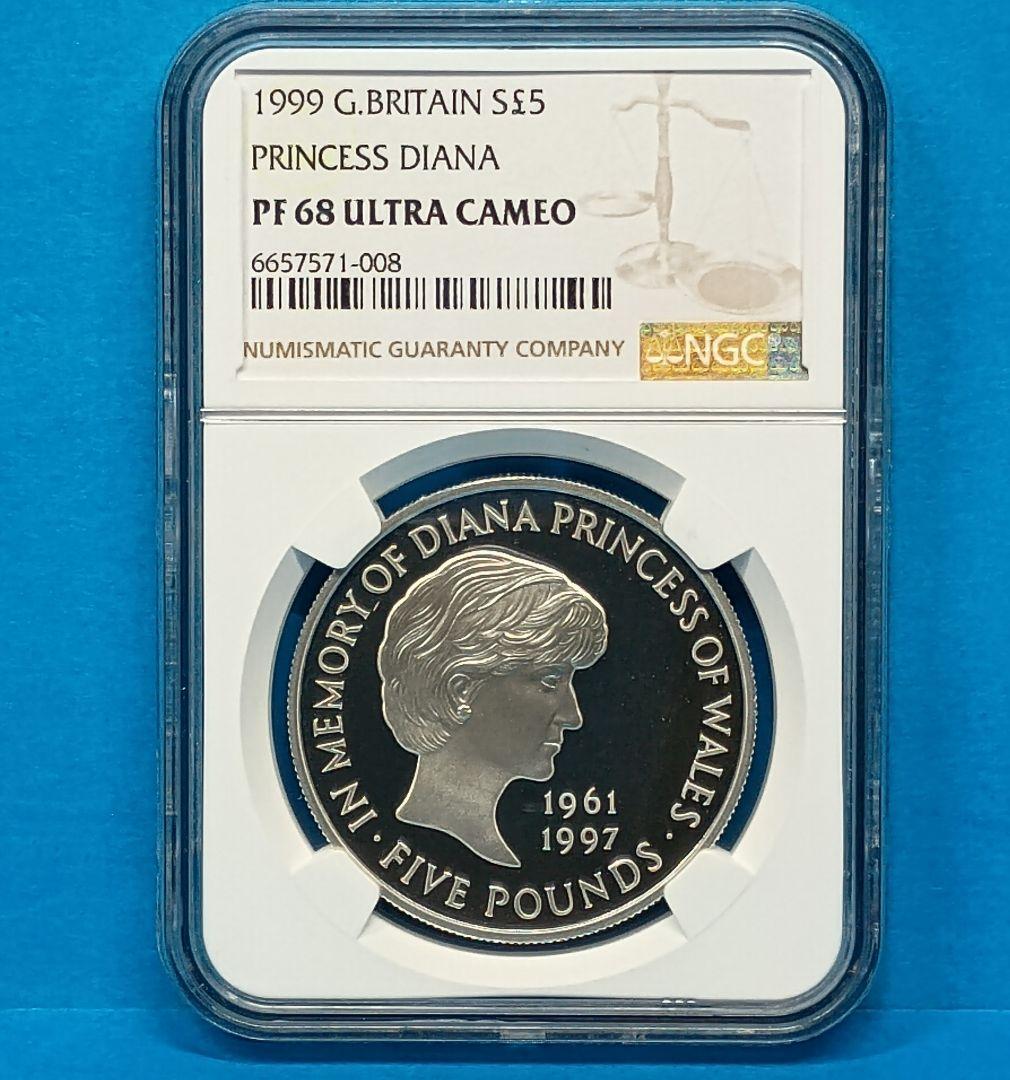 1999 G.BRITAIN S£5
PRINCESS DIANA
PF 68 ULTRA CAMEO
6657571-008
NUMISMATIC GUARANTY COMPANY
NGC
IN MEMORY OF DIANA PRINCESS OF WALES
1961
1997
· FIVE POUNDS ·